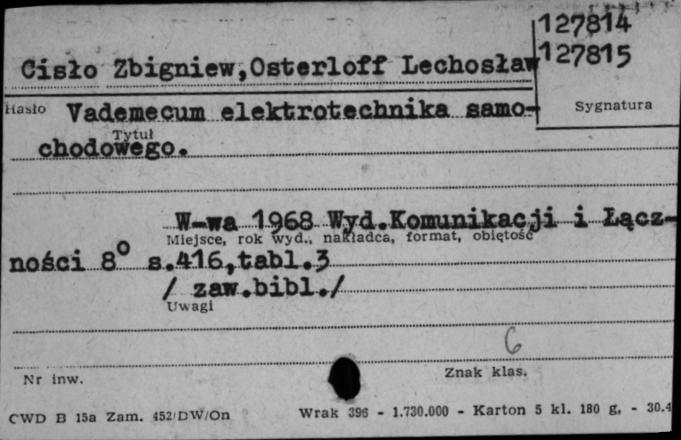 127814
Cisło Zbigniew,Osterloff Lechosław 127815
Hasło Vademecum elektrotechnika samo- Sygnatura
Tytuł
chodowego.
W-wa 1968 Wyd.Komunikacji i Łącz-
Miejsce, rok wyd., nakładca, format, objętość
ności 8° s.416,tabl.3
/ zaw.bibl./
Uwagi
6
Nr inw. Znak klas.
CWD B 15a Zam. 452/DW/On Wrak 396 - 1.730.000 - Karton 5 kl. 180 g. - 30.4